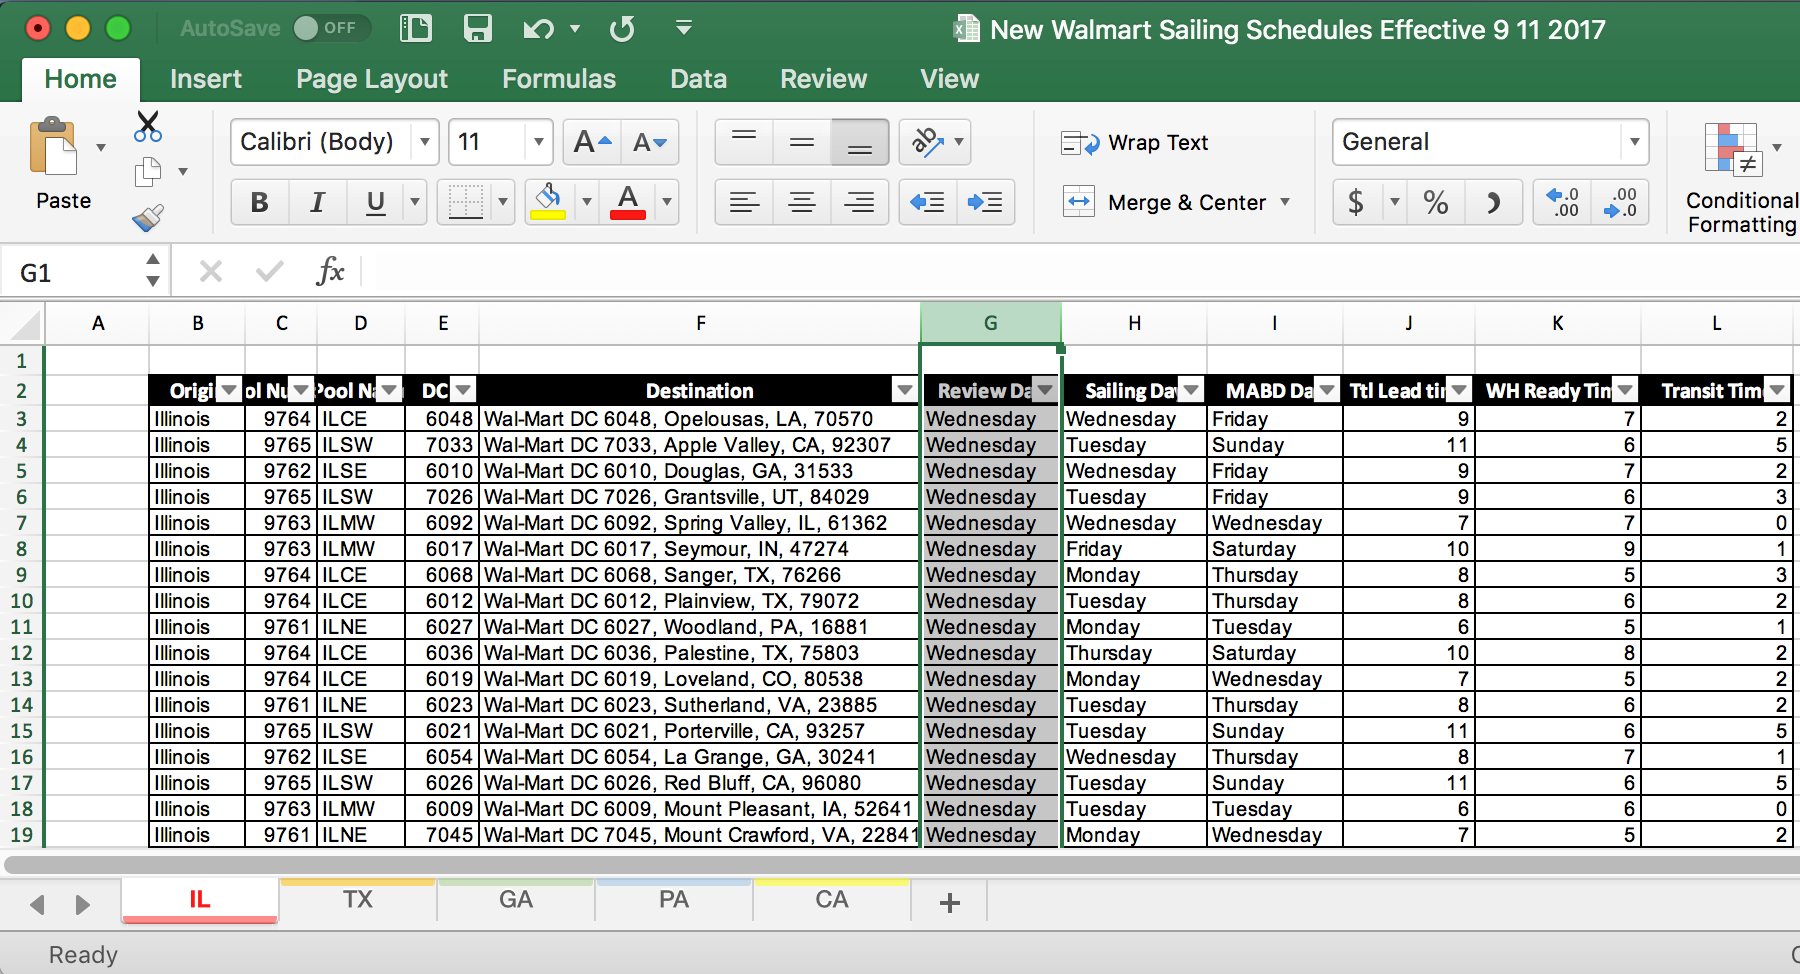 AutoSave OFF New Walmart Sailing Schedules Effective 9 11 2017
Home Insert Page Layout Formulas Data Review View
Paste Calibri (Body) 11 A A Wrap Text General
B I U A Merge & Center $ % .0 .00 .00 .0 Conditional Formatting
G1 fx
A B C D E F G H I J K L
1
2 Origi ol Nu Pool Na DC Destination Review Da Sailing Da MABD Da Ttl Lead tin WH Ready Tin Transit Tim
3 Illinois 9764 ILCE 6048 Wal-Mart DC 6048, Opelousas, LA, 70570 Wednesday Wednesday Friday 9 7 2
4 Illinois 9765 ILSW 7033 Wal-Mart DC 7033, Apple Valley, CA, 92307 Wednesday Tuesday Sunday 11 6 5
5 Illinois 9762 ILSE 6010 Wal-Mart DC 6010, Douglas, GA, 31533 Wednesday Wednesday Friday 9 7 2
6 Illinois 9765 ILSW 7026 Wal-Mart DC 7026, Grantsville, UT, 84029 Wednesday Tuesday Friday 9 6 3
7 Illinois 9763 ILMW 6092 Wal-Mart DC 6092, Spring Valley, IL, 61362 Wednesday Wednesday Wednesday 7 7 0
8 Illinois 9763 ILMW 6017 Wal-Mart DC 6017, Seymour, IN, 47274 Wednesday Friday Saturday 10 9 1
9 Illinois 9764 ILCE 6068 Wal-Mart DC 6068, Sanger, TX, 76266 Wednesday Monday Thursday 8 5 3
10 Illinois 9764 ILCE 6012 Wal-Mart DC 6012, Plainview, TX, 79072 Wednesday Tuesday Thursday 8 6 2
11 Illinois 9761 ILNE 6027 Wal-Mart DC 6027, Woodland, PA, 16881 Wednesday Monday Tuesday 6 5 1
12 Illinois 9764 ILCE 6036 Wal-Mart DC 6036, Palestine, TX, 75803 Wednesday Thursday Saturday 10 8 2
13 Illinois 9764 ILCE 6019 Wal-Mart DC 6019, Loveland, CO, 80538 Wednesday Monday Wednesday 7 5 2
14 Illinois 9761 ILNE 6023 Wal-Mart DC 6023, Sutherland, VA, 23885 Wednesday Tuesday Thursday 8 6 2
15 Illinois 9765 ILSW 6021 Wal-Mart DC 6021, Porterville, CA, 93257 Wednesday Tuesday Sunday 11 6 5
16 Illinois 9762 ILSE 6054 Wal-Mart DC 6054, La Grange, GA, 30241 Wednesday Wednesday Thursday 8 7 1
17 Illinois 9765 ILSW 6026 Wal-Mart DC 6026, Red Bluff, CA, 96080 Wednesday Tuesday Sunday 11 6 5
18 Illinois 9763 ILMW 6009 Wal-Mart DC 6009, Mount Pleasant, IA, 52641 Wednesday Tuesday Tuesday 6 6 0
19 Illinois 9761 ILNE 7045 Wal-Mart DC 7045, Mount Crawford, VA, 22841 Wednesday Monday Wednesday 7 5 2
IL TX GA PA CA +
Ready